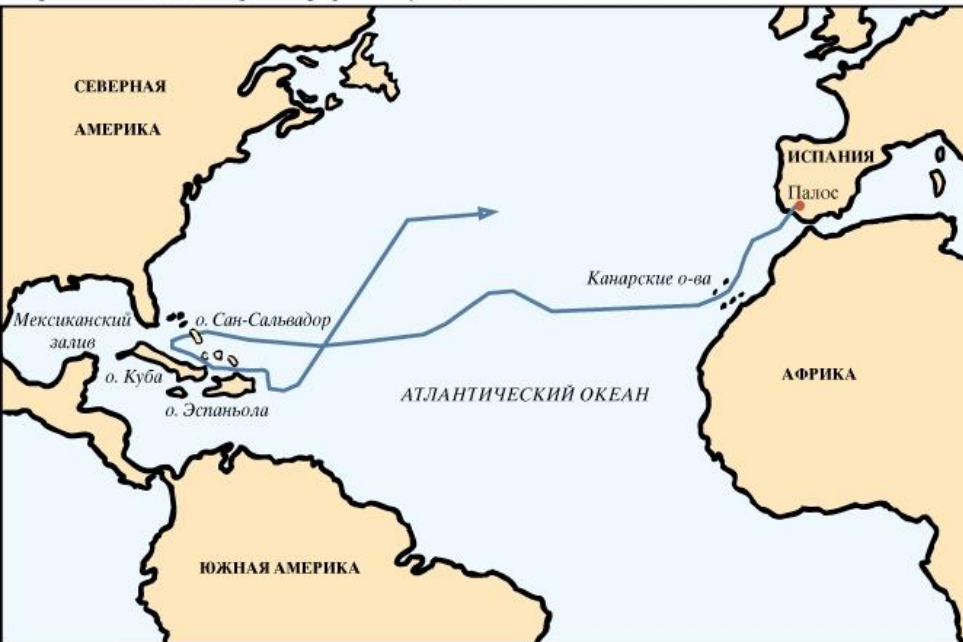 СЕВЕРНАЯ
АМЕРИКА
ИСПАНИЯ
Палос
Канарские о-ва
Мексиканский
залив
о. Сан-Сальвадор
о. Куба
о. Эспаньола
АТЛАНТИЧЕСКИЙ ОКЕАН
АФРИКА
ЮЖНАЯ АМЕРИКА